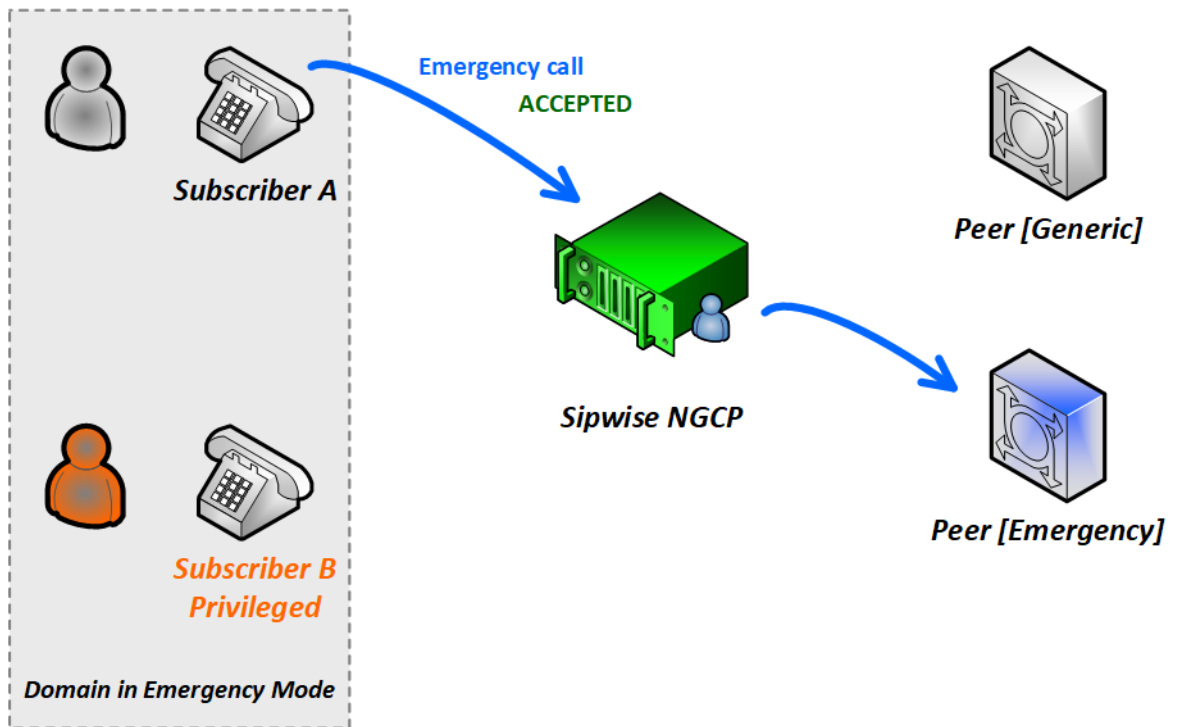 Emergency call
ACCEPTED
Subscriber A
Peer [Generic]
Sipwise NGCP
Peer [Emergency]
Subscriber B
Privileged
Domain in Emergency Mode